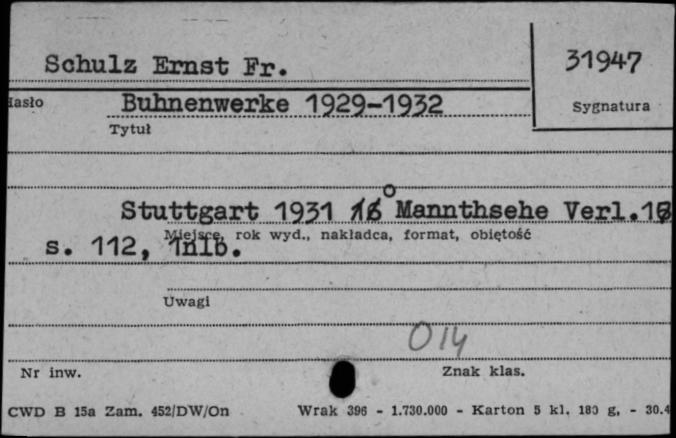 Schulz Ernst Fr.
31947
Hasło
Buhnenwerke 1929-1932
Sygnatura
Tytuł
Stuttgart 1931 16° Mannthsehe Verl.16
Miejsce, rok wyd., nakładca, format, objętość
s. 112, 1nlb.
Uwagi
014
Nr inw.
Znak klas.
CWD B 15a Zam. 452/DW/On Wrak 396 - 1.730.000 - Karton 5 kl. 180 g, - 30.4